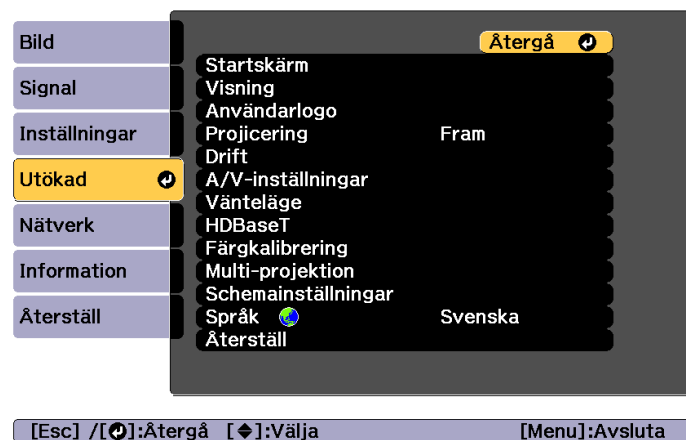 Bild
Signal
Inställningar
Utökad
Nätverk
Information
Återställ
Återgå
Startskärm
Visning
Användarlogo
Projicering Fram
Drift
A/V-inställningar
Vänteläge
HDBaseT
Färgkalibrering
Multi-projektion
Schemainställningar
Språk Svenska
Återställ
[Esc] /[⏎]:Återgå [◆]:Välja [Menu]:Avsluta